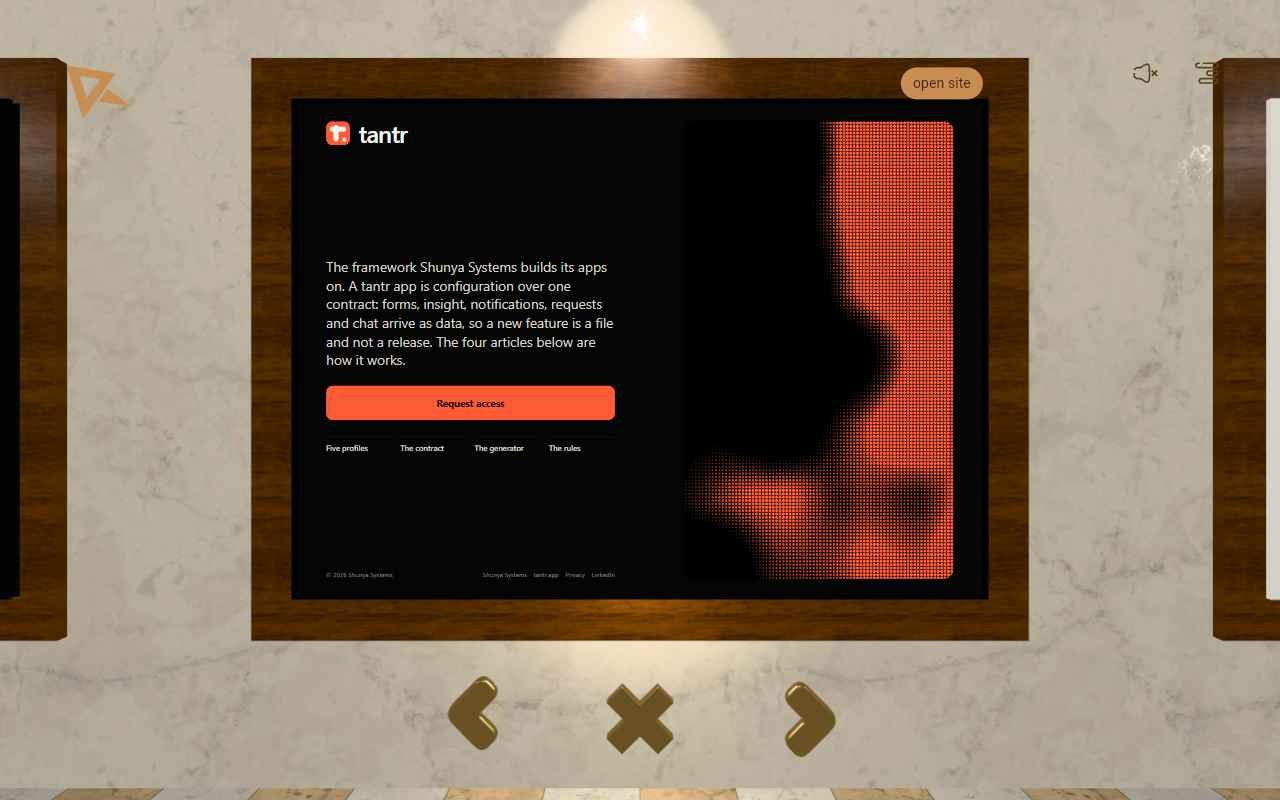 open site
tantr
The framework Shunya Systems builds its apps
on. A tantr app is configuration over one
contract: forms, insight, notifications, requests
and chat arrive as data, so a new feature is a file
and not a release. The four articles below are
how it works.
Request access
Five profiles The contract The generator The rules
© 2026 Shunya Systems Shunya Systems tantr.app Privacy LinkedIn